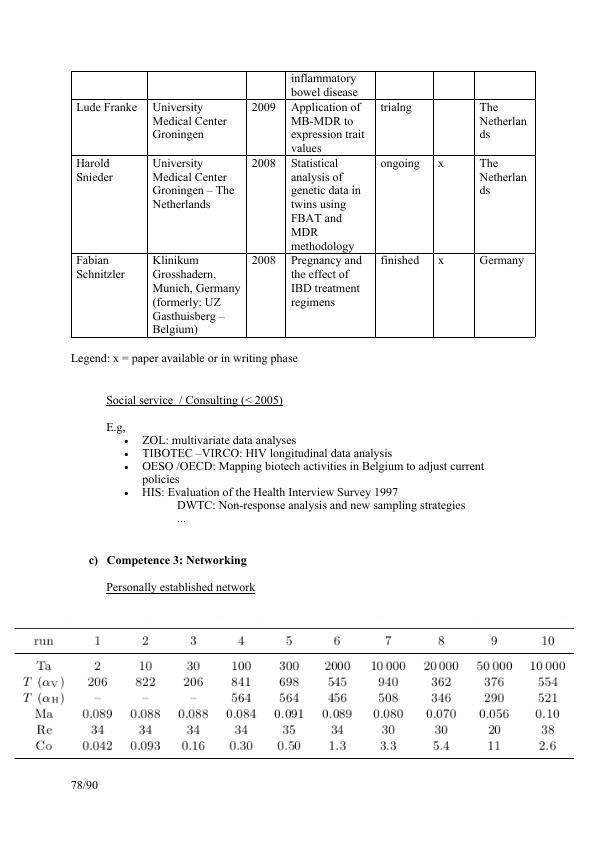 inflammatory
bowel disease
Lude Franke University Medical Center Groningen 2009 Application of MB-MDR to expression trait values trialng The Netherlan ds
Harold Snieder University Medical Center Groningen – The Netherlands 2008 Statistical analysis of genetic data in twins using FBAT and MDR methodology ongoing x The Netherlan ds
Fabian Schnitzler Klinikum Grosshadern, Munich, Germany (formerly: UZ Gasthuisberg – Belgium) 2008 Pregnancy and the effect of IBD treatment regimens finished x Germany
Legend: x = paper available or in writing phase
Social service / Consulting (< 2005)
E.g,
• ZOL: multivariate data analyses
• TIBOTEC –VIRCO: HIV longitudinal data analysis
• OESO /OECD: Mapping biotech activities in Belgium to adjust current
policies
• HIS: Evaluation of the Health Interview Survey 1997
DWTC: Non-response analysis and new sampling strategies
...
c) Competence 3: Networking
Personally established network
run 1 2 3 4 5 6 7 8 9 10
Ta 2 10 30 100 300 2000 10 000 20 000 50 000 10 000
T (αV) 206 822 206 841 698 545 940 362 376 554
T (αH) – – – 564 564 456 508 346 290 521
Ma 0.089 0.088 0.088 0.084 0.091 0.089 0.080 0.070 0.056 0.10
Re 34 34 34 34 35 34 30 30 20 38
Co 0.042 0.093 0.16 0.30 0.50 1.3 3.3 5.4 11 2.6
78/90